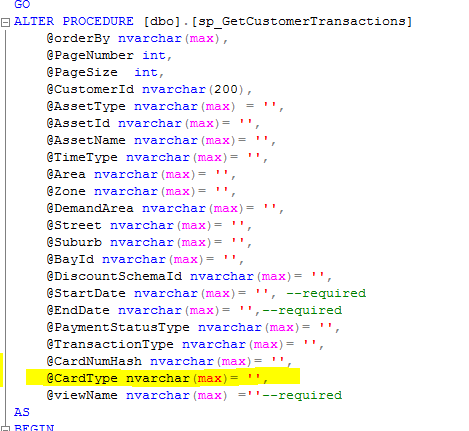 GO
ALTER PROCEDURE [dbo].[sp_GetCustomerTransactions]
@orderBy nvarchar(max),
@PageNumber int,
@PageSize  int,
@CustomerId nvarchar(200),
@AssetType nvarchar(max) = '',
@AssetId nvarchar(max)= '',
@AssetName nvarchar(max)= '',
@TimeType nvarchar(max)= '',
@Area nvarchar(max)= '',
@Zone nvarchar(max)= '',
@DemandArea nvarchar(max)= '',
@Street nvarchar(max)= '',
@Suburb nvarchar(max)= '',
@BayId nvarchar(max)= '',
@DiscountSchemaId nvarchar(max)= '',
@StartDate nvarchar(max)= '', --required
@EndDate nvarchar(max)= '',--required
@PaymentStatusType nvarchar(max)= '',
@TransactionType nvarchar(max)= '',
@CardNumHash nvarchar(max)= '',
@CardType nvarchar(max)= '',
@viewName nvarchar(max) =''--required
AS
BEGIN